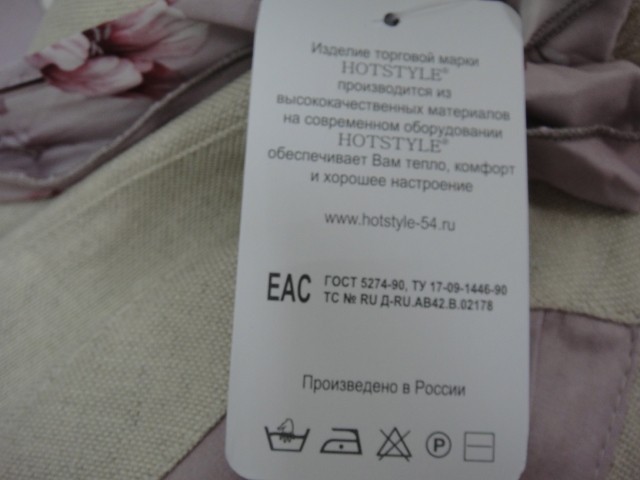 Изделие торговой марки
HOTSTYLE®
производится из
высококачественных материалов
на современном оборудовании
HOTSTYLE®
обеспечивает Вам тепло, комфорт
и хорошее настроение
www.hotstyle-54.ru
EAC ГОСТ 5274-90, ТУ 17-09-1446-90
ТС № RU Д-RU.АВ42.В.02178
Произведено в России
P